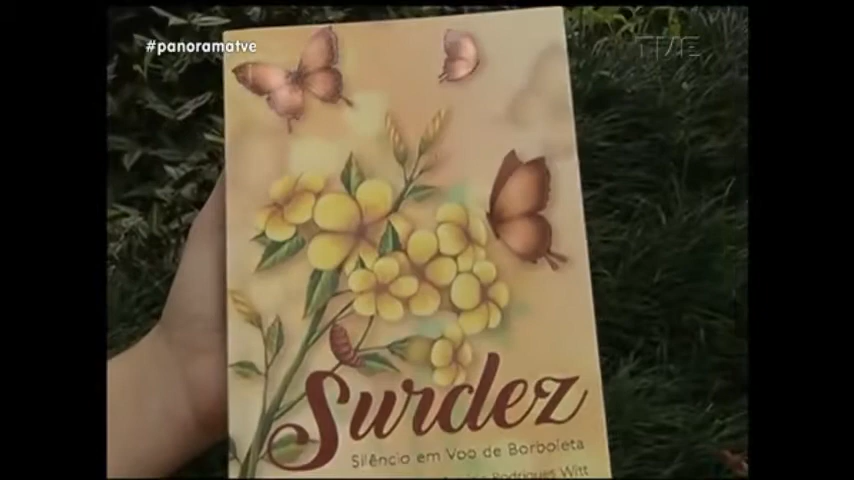 #panoramatve
TVE
Surdez
Silêncio em Voo de Borboleta
Rodrigues Witt